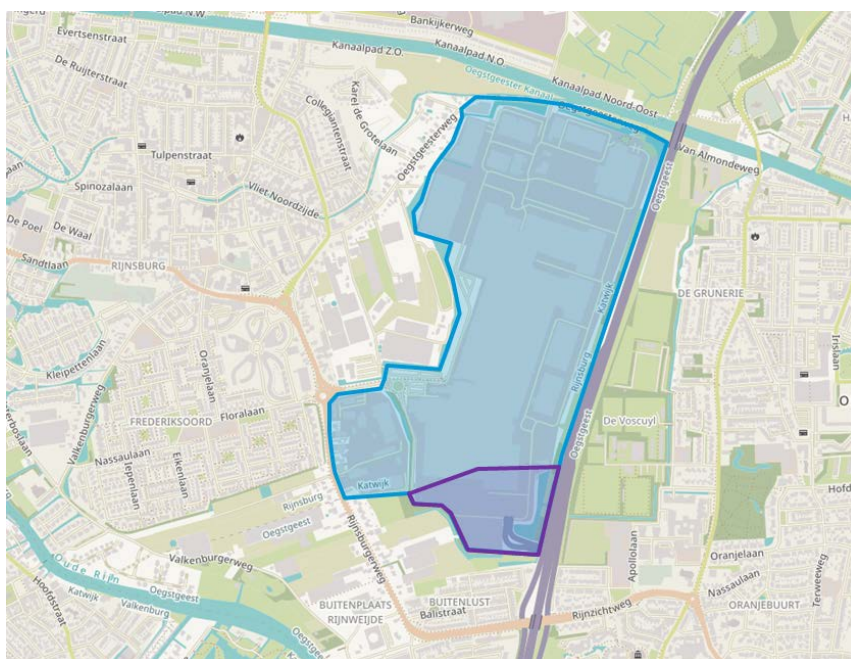 Kanaalpad N.W.
Bankijkerweg
Evertsenstraat
Kanaalpad Z.O.
Kanaalpad N.O.
De Ruijterstraat
Oegstgeester Kanaal
Kanaalpad Noord-Oost
Karel de Grotelaan
Collegiantenstraat
Oegstgeesterweg
Tulpenstraat
Van Almondeweg
Oegstgeest
Spinozalaan
Vliet Noordzijde
De Poel
De Waal
Sandtlaan
RIJNSBURG
DE GRUNERIE
Katwijk
Kleipettenlaan
Oranjelaan
Irislaan
Rijnsburg
Valkenburgerweg
FREDERIKSOORD
Floralaan
De Voscuyl
Oegstgeest
Nassaulaan
Eikenlaan
Iepenlaan
Katwijk
Rijnsburg
Oegstgeest
Rijnsburgerweg
Valkenburgerweg
Apollolaan
Oranjelaan
Oude Rijn
Oegstgeest
Katwijk
Valkenburg
Hoofdstraat
Nassaulaan
Terweeweg
BUITENPLAATS
RIJNWEIJDE
BUITENLUST
Balistraat
Rijnzichtweg
ORANJEBUURT